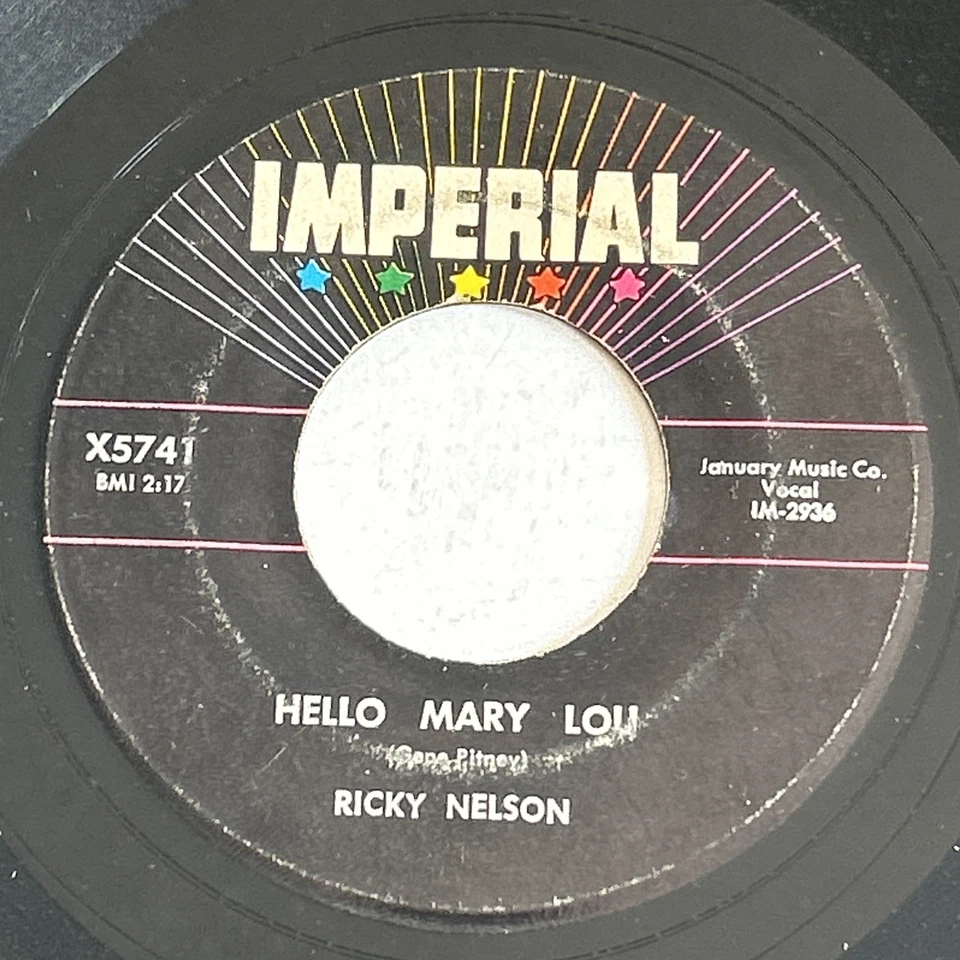 IMPERIAL
X5741
BMI 2:17
January Music Co.
Vocal
IM-2936
HELLO MARY LOU
(Gene Pitney)
RICKY NELSON